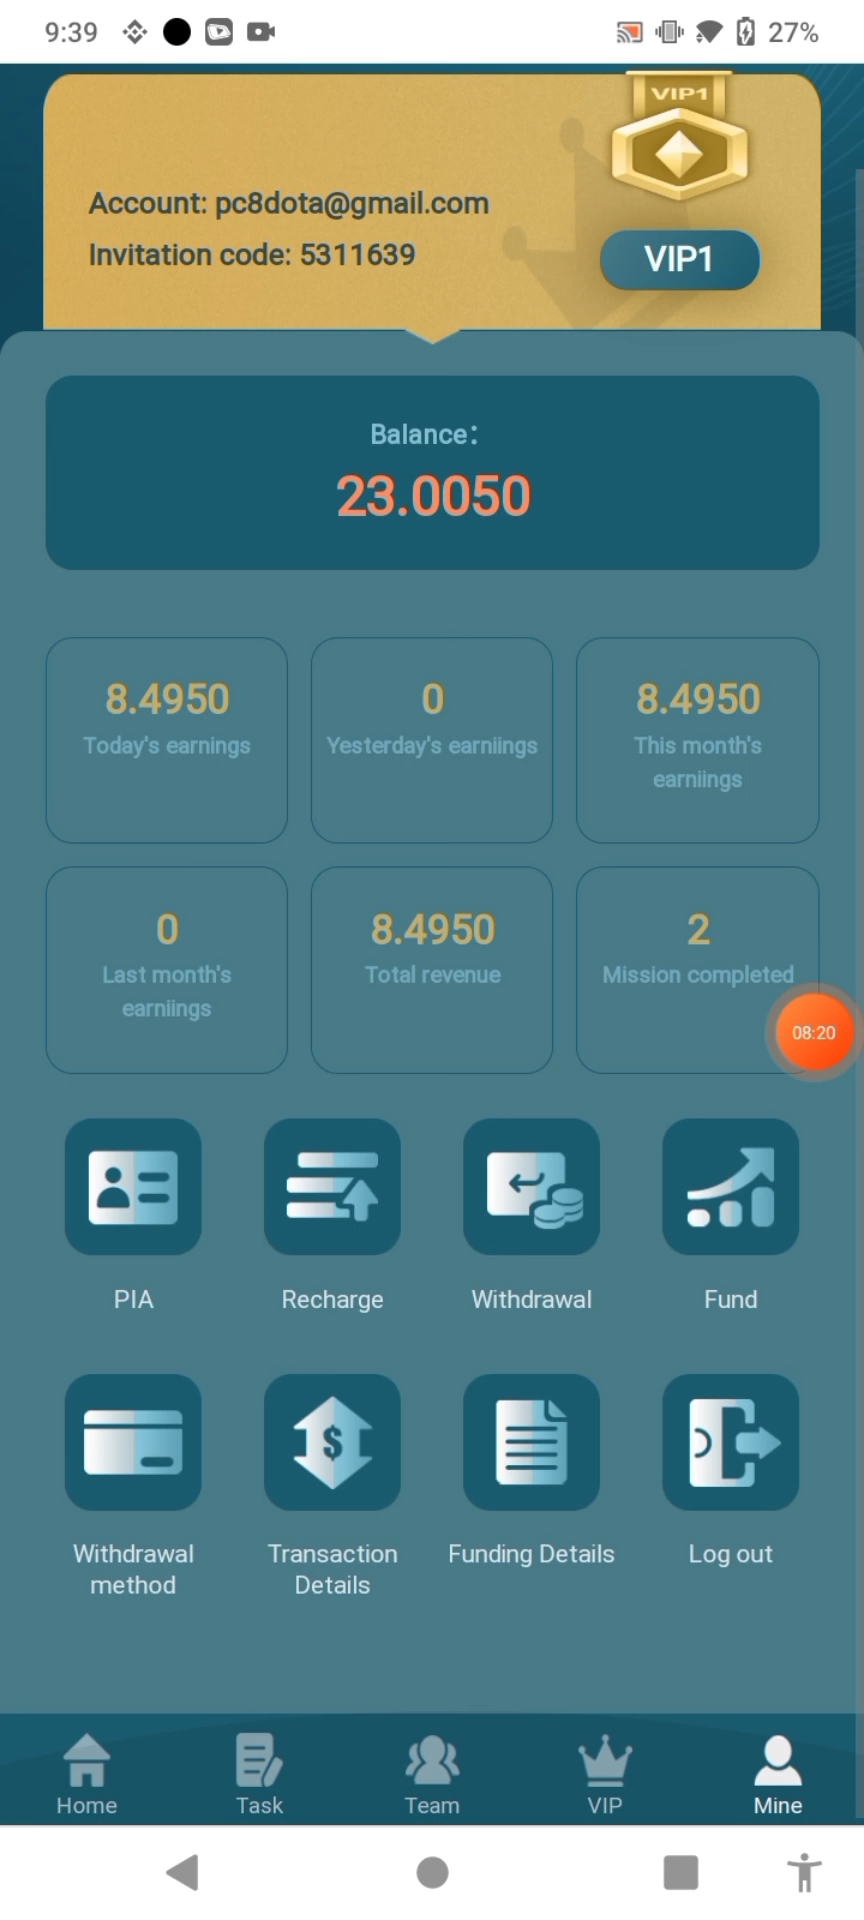 9:39
27%
VIP1
Account: pc8dota@gmail.com
Invitation code: 5311639
VIP1
Balance:
23.0050
8.4950
Today's earnings
0
Yesterday's earniings
8.4950
This month's
earniings
0
Last month's
earniings
8.4950
Total revenue
2
Mission completed
08:20
PIA
Recharge
Withdrawal
Fund
$
Withdrawal
method
Transaction
Details
Funding Details
Log out
Home
Task
Team
VIP
Mine